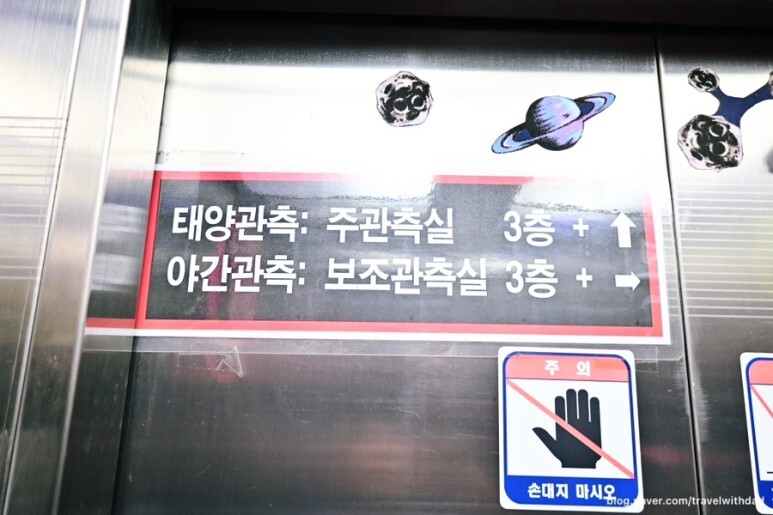 태양관측: 주관측실 3층 + ↑
야간관측: 보조관측실 3층 + ➡
주 의
손대지 마시오
blog.naver.com/travelwithdad